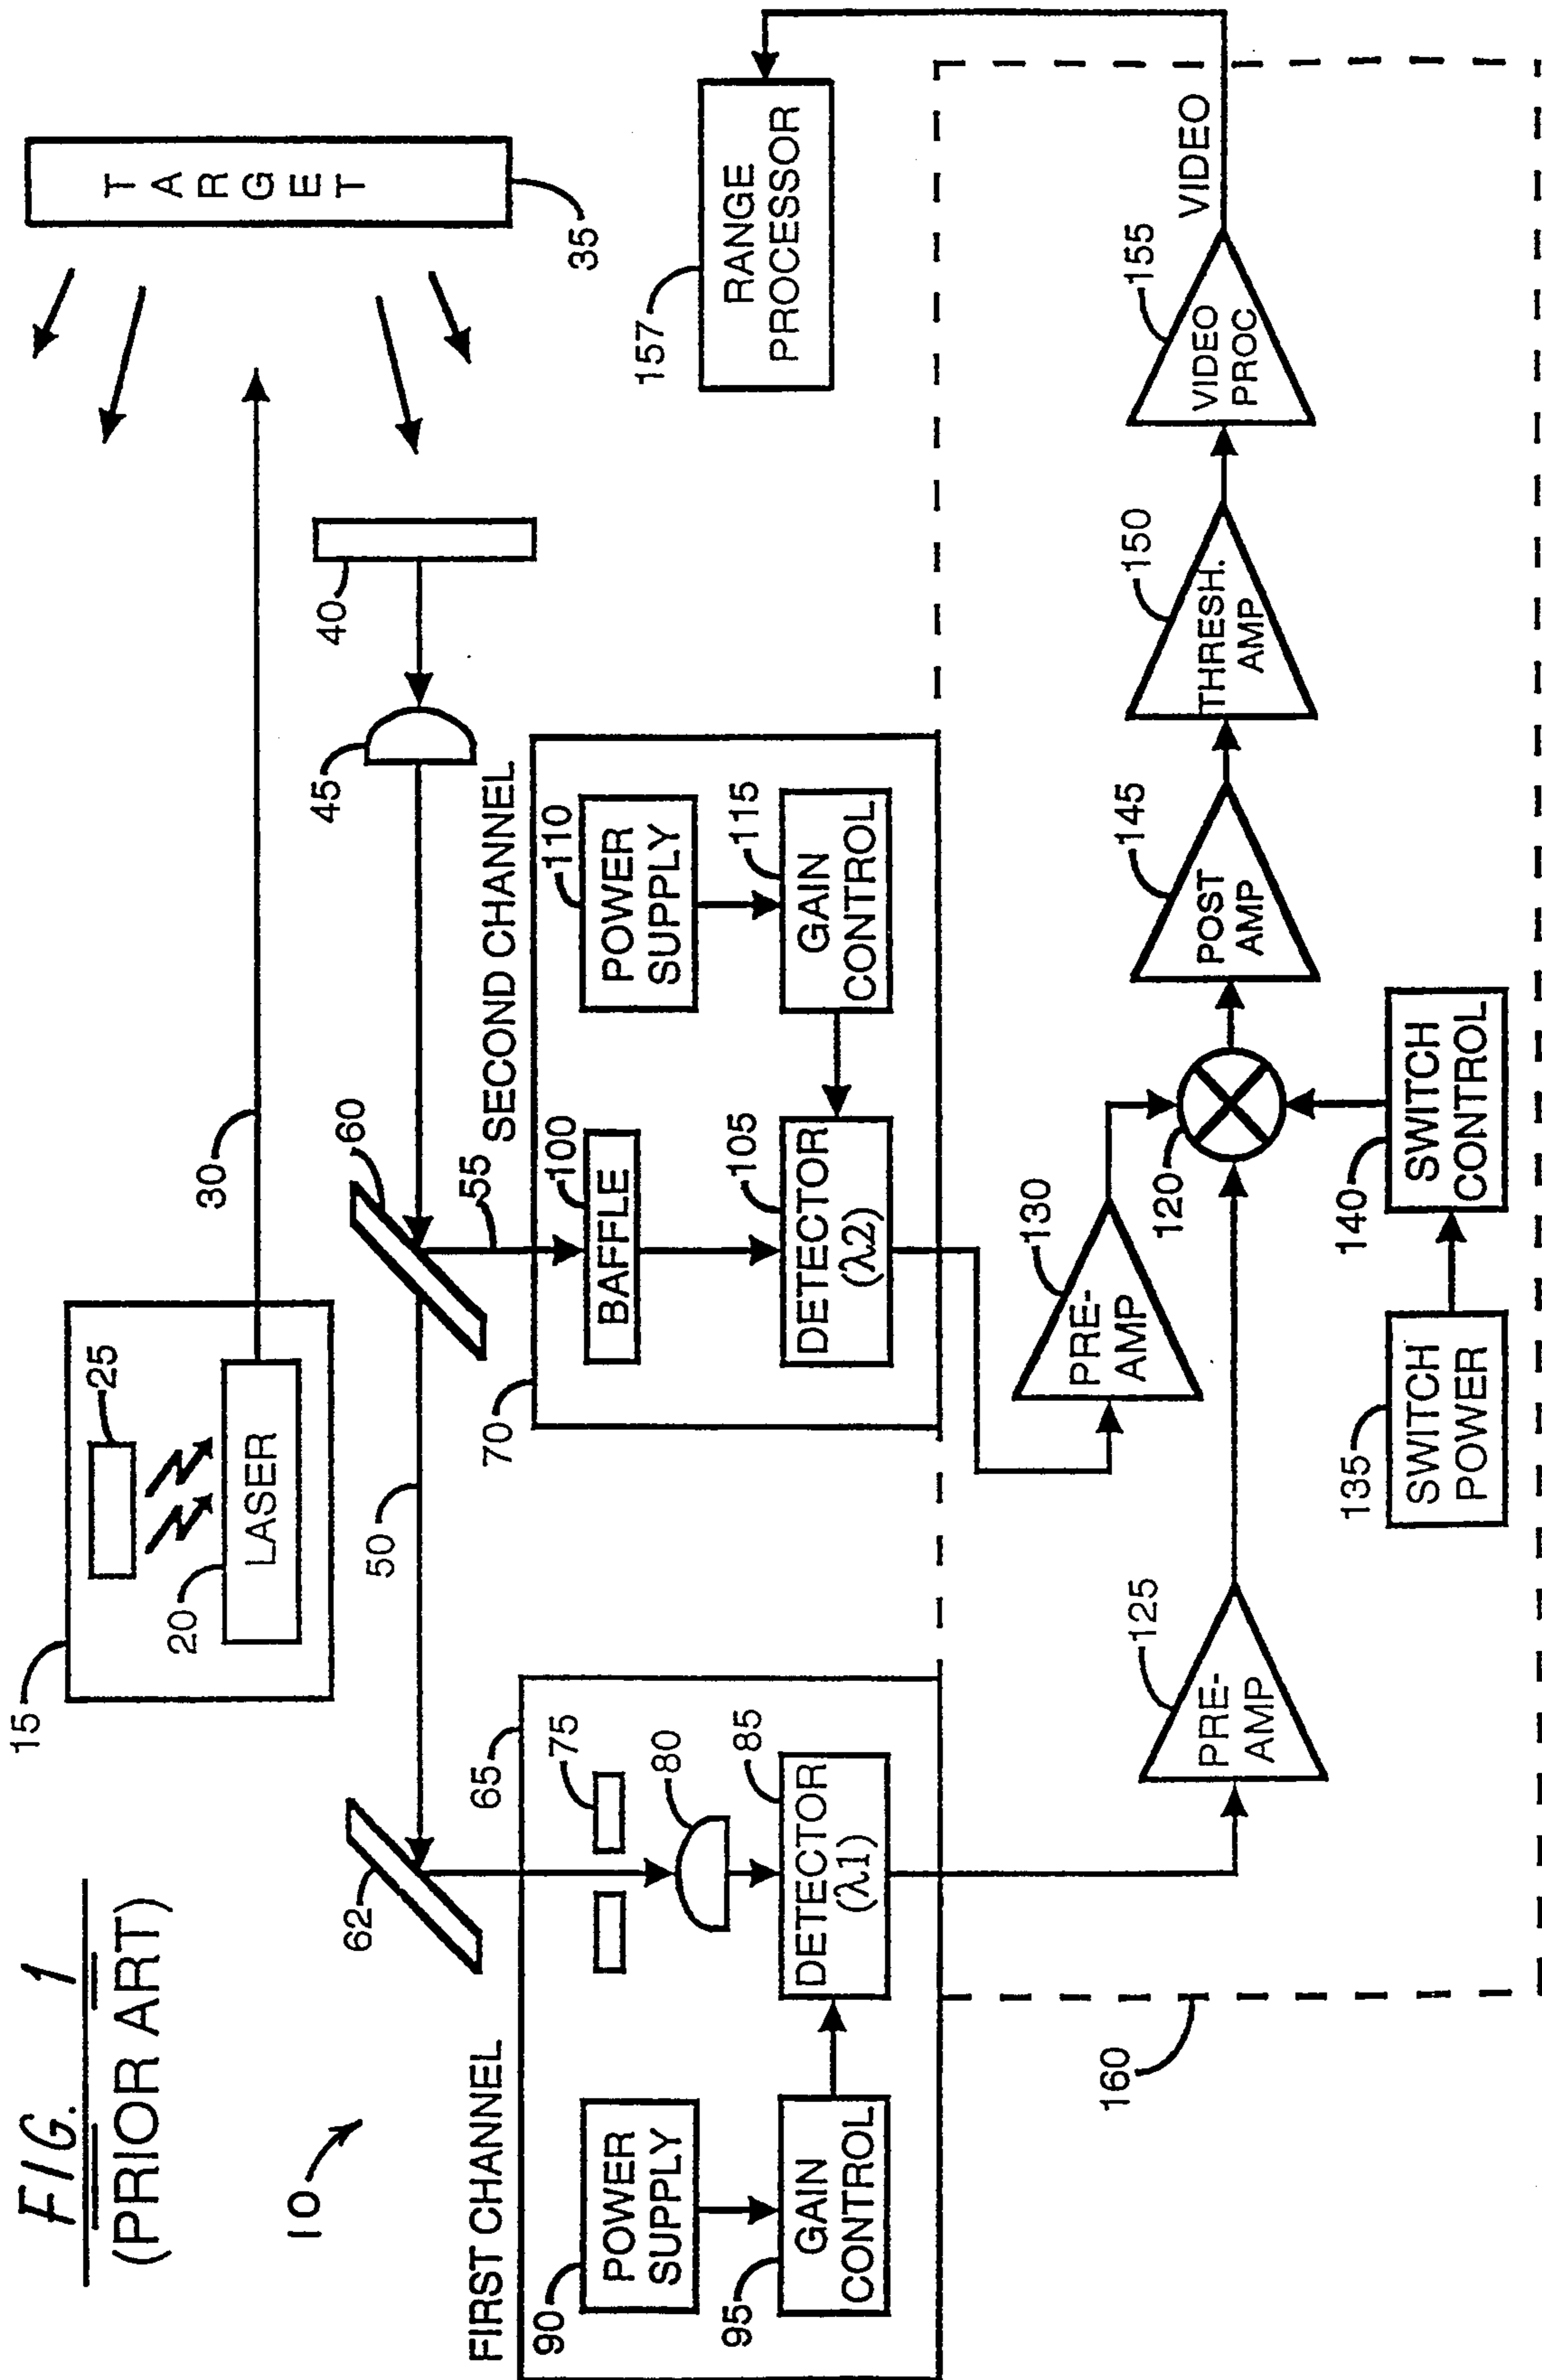 FIG. 1
(PRIOR ART)
10
15
25
20
LASER
30
TARGET
35
40
45
50
55
60
62
FIRST CHANNEL
65
75
80
85
DETECTOR
(λ1)
90
POWER
SUPPLY
95
GAIN
CONTROL
SECOND CHANNEL
70
100
BAFFLE
105
DETECTOR
(λ2)
110
POWER
SUPPLY
115
GAIN
CONTROL
157
RANGE
PROCESSOR
125
PRE-
AMP
130
PRE-
AMP
120
135
SWITCH
POWER
140
SWITCH
CONTROL
145
POST
AMP
150
THRESH.
AMP
155
VIDEO
PROC
VIDEO
160